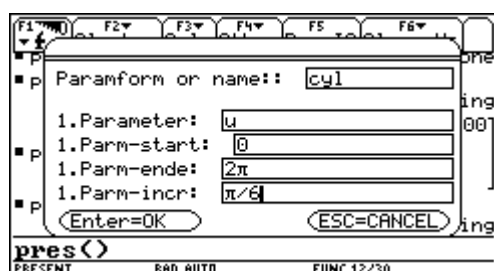 F1 F2 F3 F4 F5 F6
Paramform or name:: cyl
1.Parameter: u
1.Parm-start: 0
1.Parm-ende: 2π
1.Parm-incr: π/6
Enter=OK ESC=CANCEL
pres()
PRESENT RAD AUTO FUNC 12/30